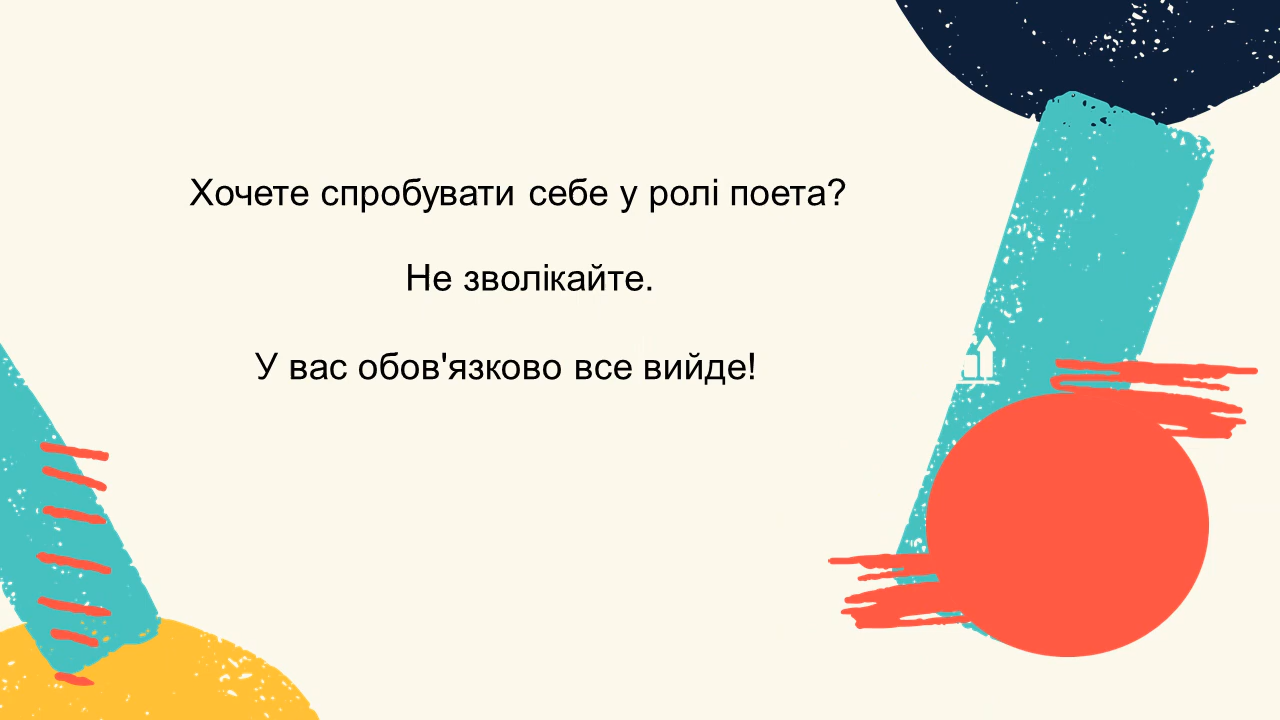 Хочете спробувати себе у ролі поета?
Не зволікайте.
У вас обов'язково все вийде!